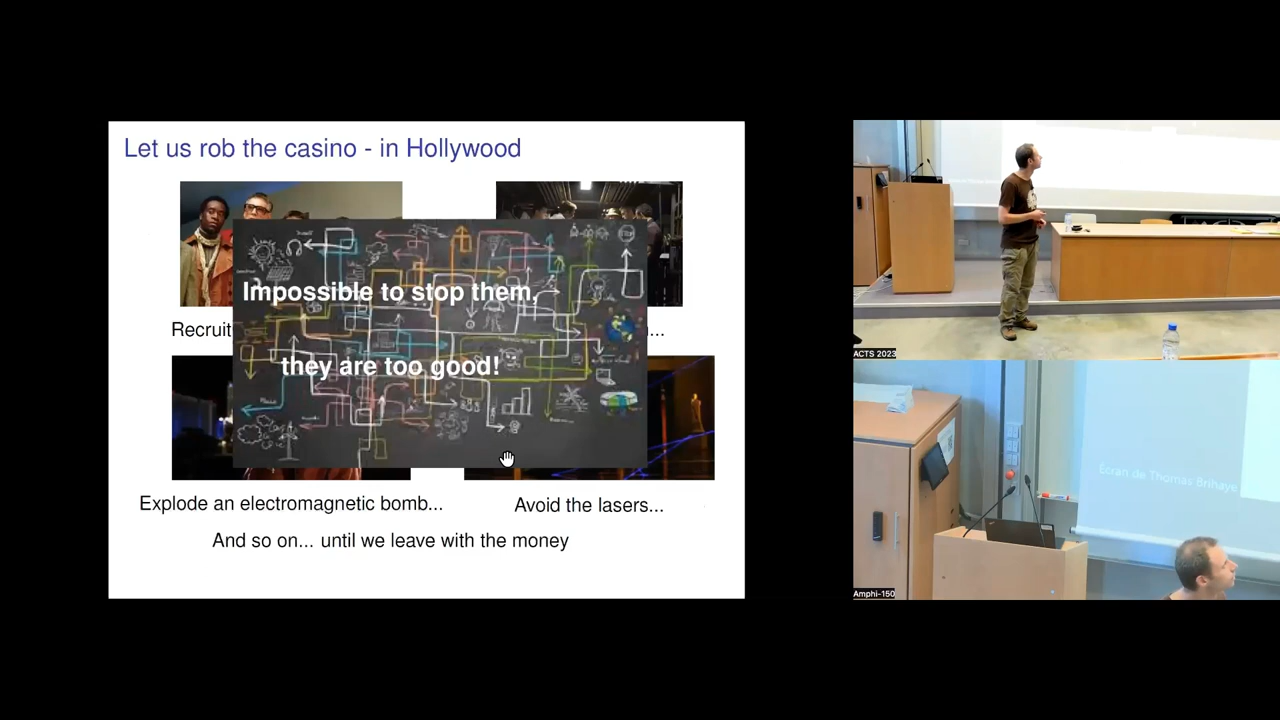 Let us rob the casino - in Hollywood
Impossible to stop them,
Recruit
...
they are too good!
Explode an electromagnetic bomb...
Avoid the lasers...
And so on... until we leave with the money
ACTS 2023
Écran de Thomas Brihaye
Amphi-150